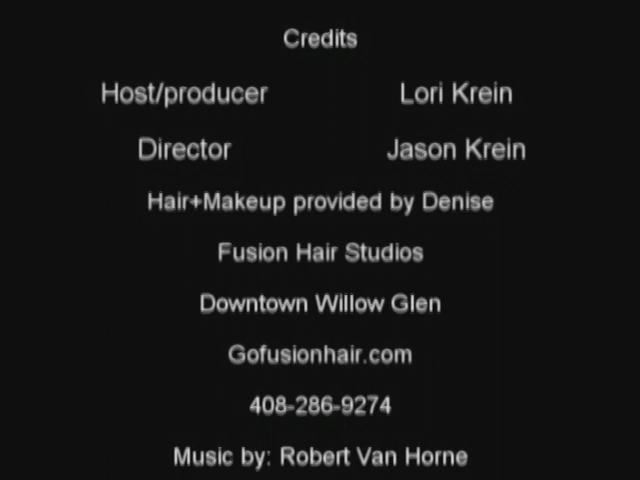 Credits
Host/producer Lori Krein
Director Jason Krein
Hair+Makeup provided by Denise
Fusion Hair Studios
Downtown Willow Glen
Gofusionhair.com
408-286-9274
Music by: Robert Van Horne